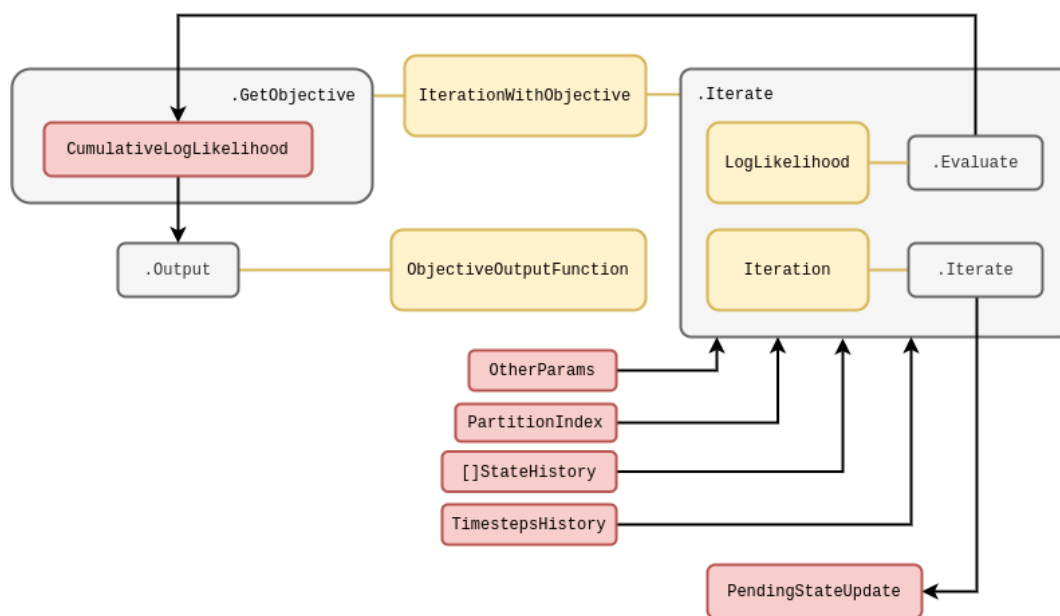 .GetObjective
IterationWithObjective
.Iterate
CumulativeLogLikelihood
LogLikelihood
.Evaluate
.Output
ObjectiveOutputFunction
Iteration
.Iterate
OtherParams
PartitionIndex
[]StateHistory
TimestepsHistory
PendingStateUpdate